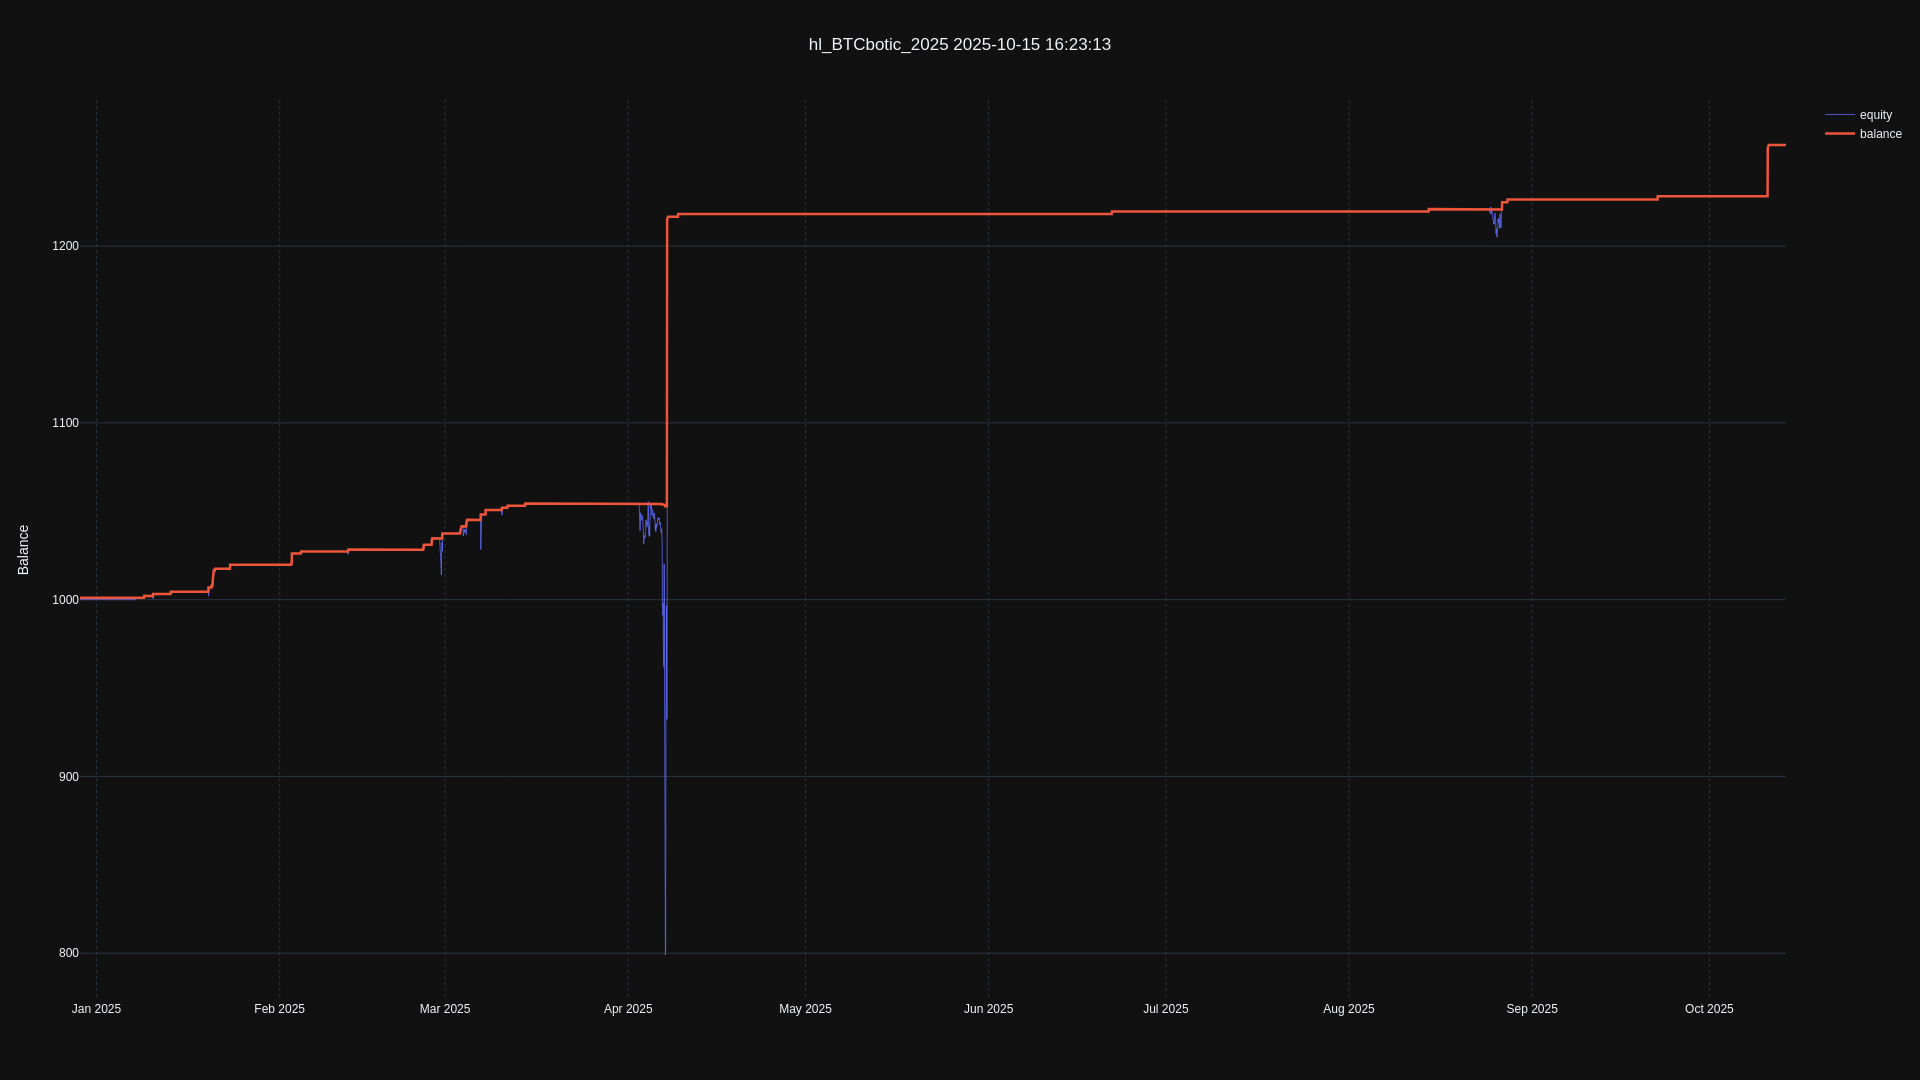 hl_BTCbotic_2025 2025-10-15 16:23:13
equity
balance
Balance
1200
1100
1000
900
800
Jan 2025
Feb 2025
Mar 2025
Apr 2025
May 2025
Jun 2025
Jul 2025
Aug 2025
Sep 2025
Oct 2025